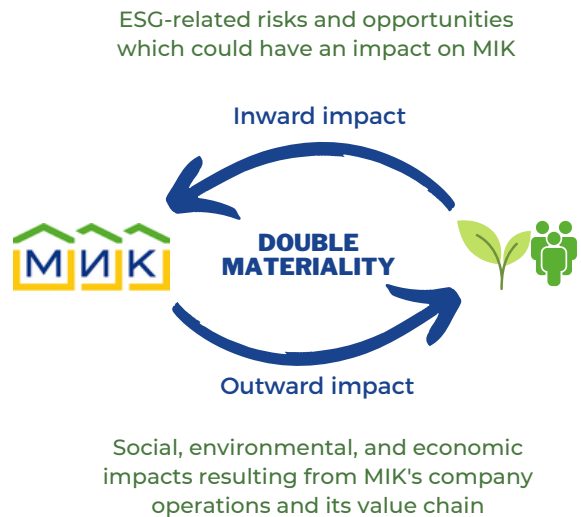 ESG-related risks and opportunities
which could have an impact on MIK
Inward impact
МИК
DOUBLE
MATERIALITY
Outward impact
Social, environmental, and economic
impacts resulting from MIK's company
operations and its value chain